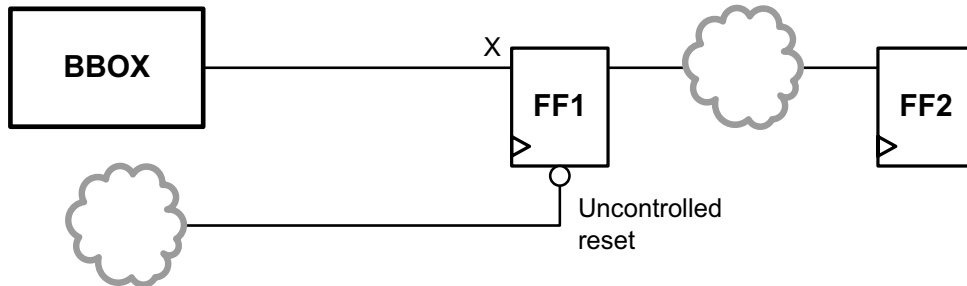 BBOX
X
FF1
FF2
Uncontrolled
reset